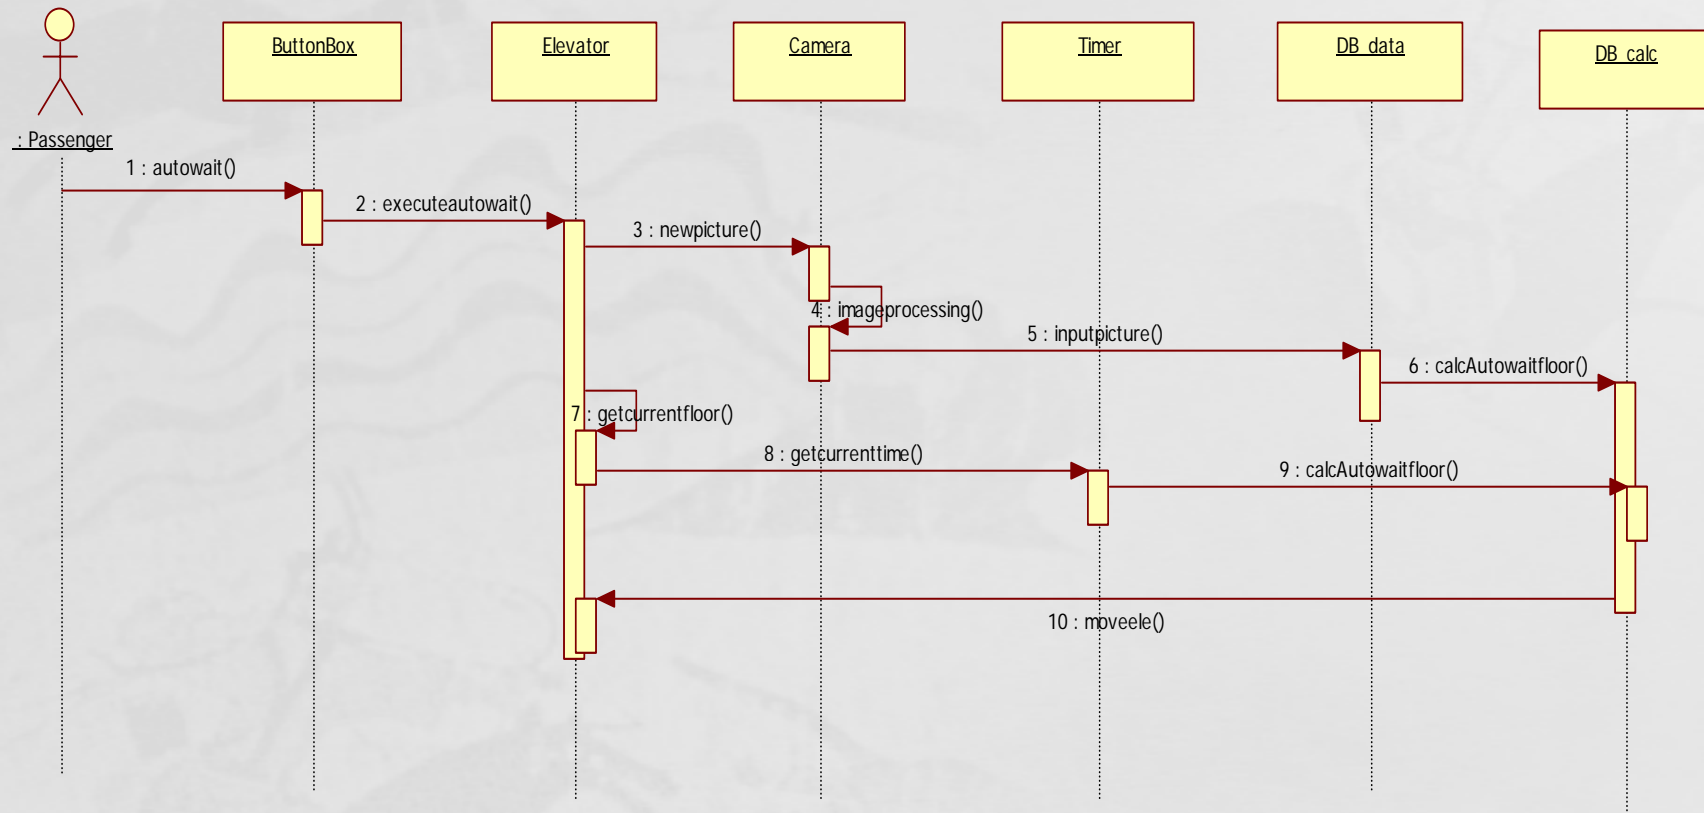 ButtonBox
Elevator
Camera
Timer
DB_data
DB_calc
: Passenger
1 : autowait()
2 : executeautowait()
3 : newpicture()
4 : imageprocessing()
5 : inputpicture()
6 : calcAutowaitfloor()
7 : getcurrentfloor()
8 : getcurrenttime()
9 : calcAutowaitfloor()
10 : moveele()